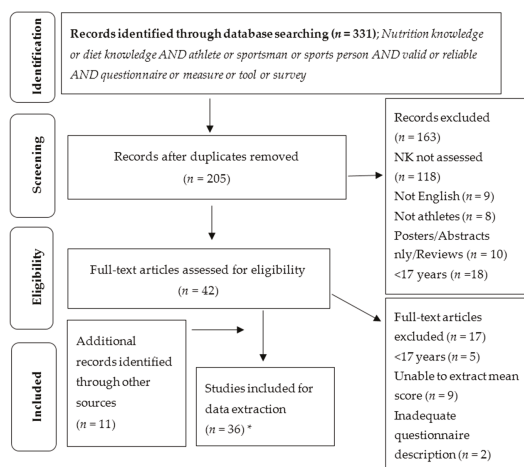 Identification
Records identified through database searching (n = 331); Nutrition knowledge
or diet knowledge AND athlete or sportsman or sports person AND valid or reliable
AND questionnaire or measure or tool or survey
Screening
Records after duplicates removed
(n = 205)
Records excluded
(n = 163)
NK not assessed
(n = 118)
Not English (n = 9)
Not athletes (n = 8)
Posters/Abstracts
nly/Reviews (n = 10)
<17 years (n =18)
Eligibility
Full-text articles assessed for eligibility
(n = 42)
Full-text articles
excluded (n = 17)
<17 years (n = 5)
Unable to extract mean
score (n = 9)
Inadequate
questionnaire
description (n = 2)
Included
Additional
records identified
through other
sources
(n = 11)
Studies included for
data extraction
(n = 36) *